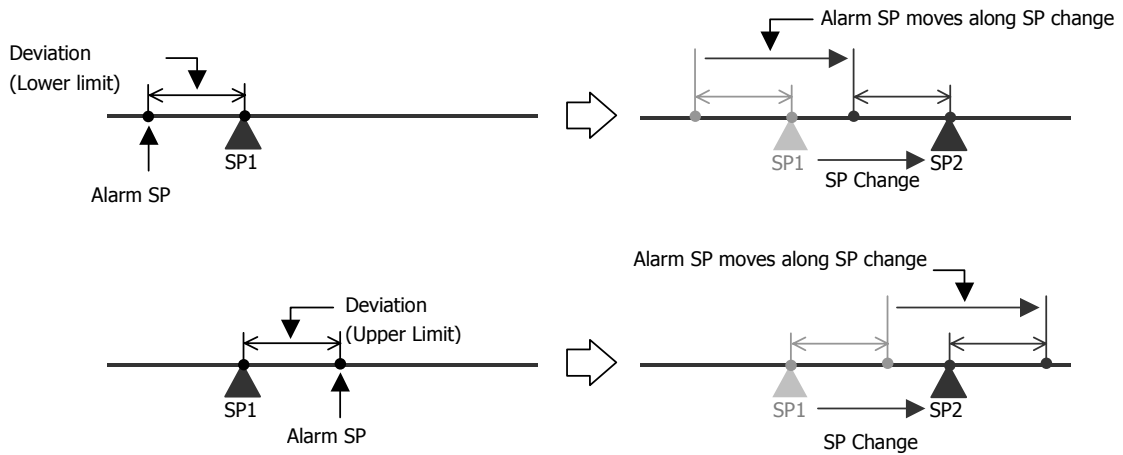 Deviation
(Lower limit)
SP1
Alarm SP
Alarm SP moves along SP change
SP1
SP2
SP Change
Deviation
(Upper Limit)
SP1
Alarm SP
Alarm SP moves along SP change
SP1
SP2
SP Change